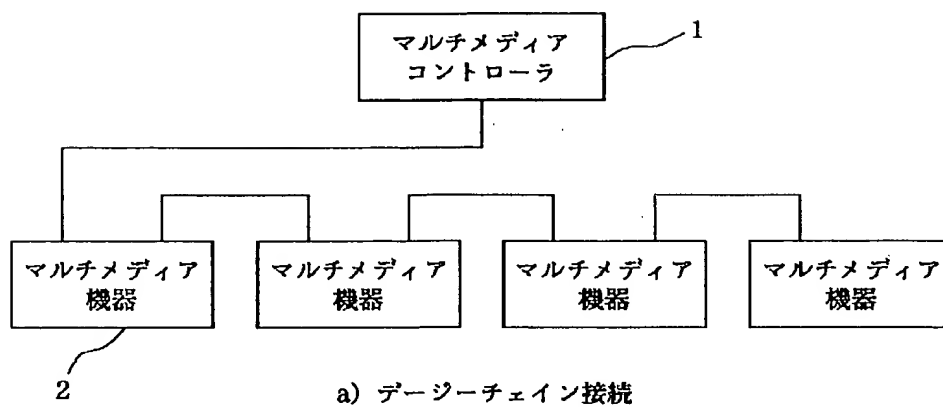 マルチメディア
コントローラ
1
マルチメディア
機器
マルチメディア
機器
マルチメディア
機器
マルチメディア
機器
2
a) デージーチェイン接続